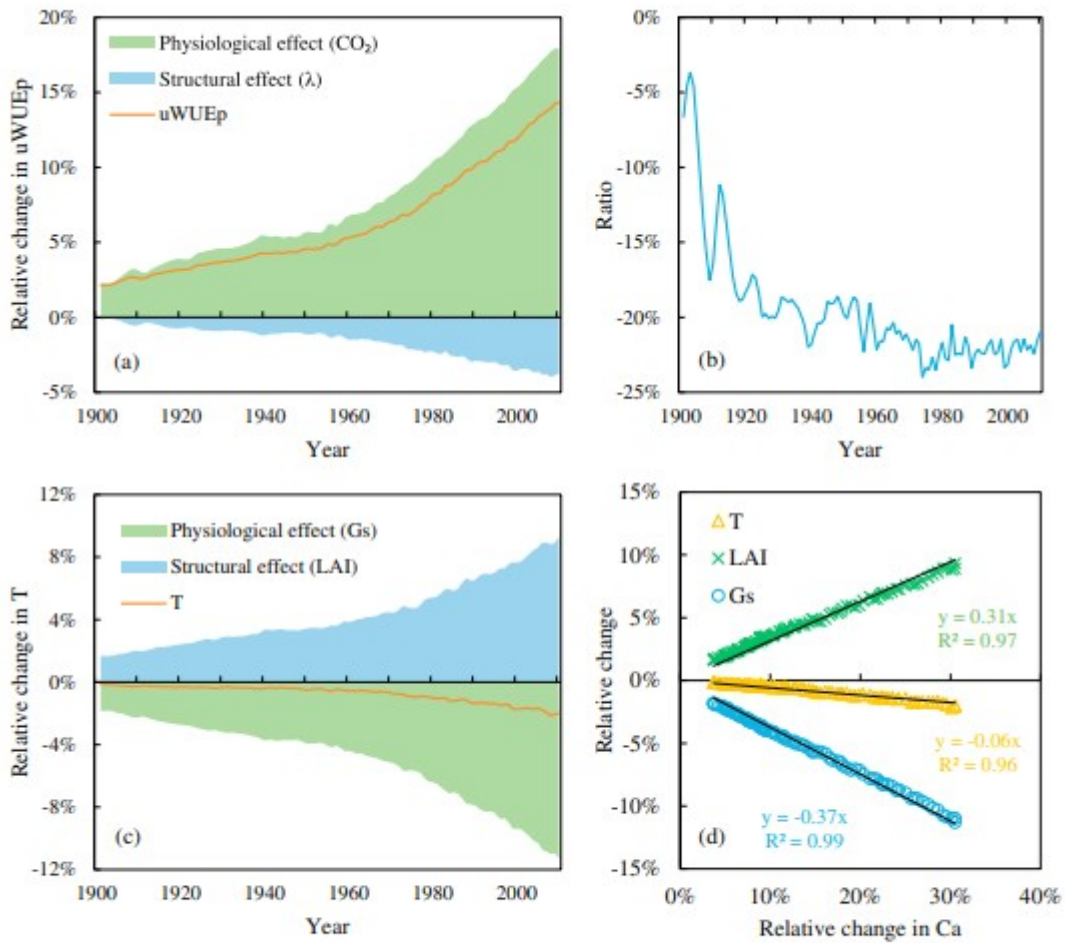 20%
15%
10%
5%
0%
-5%
Relative change in uWUEp
Physiological effect (CO₂)
Structural effect (λ)
uWUEp
(a)
1900 1920 1940 1960 1980 2000
Year
0%
-5%
-10%
-15%
-20%
-25%
Ratio
(b)
1900 1920 1940 1960 1980 2000
Year
12%
8%
4%
0%
-4%
-8%
-12%
Relative change in T
Physiological effect (Gs)
Structural effect (LAI)
T
(c)
1900 1920 1940 1960 1980 2000
Year
15%
10%
5%
0%
-5%
-10%
-15%
Relative change
T
LAI
Gs
y = 0.31x
R² = 0.97
y = -0.06x
R² = 0.96
y = -0.37x
R² = 0.99
(d)
0% 10% 20% 30% 40%
Relative change in Ca